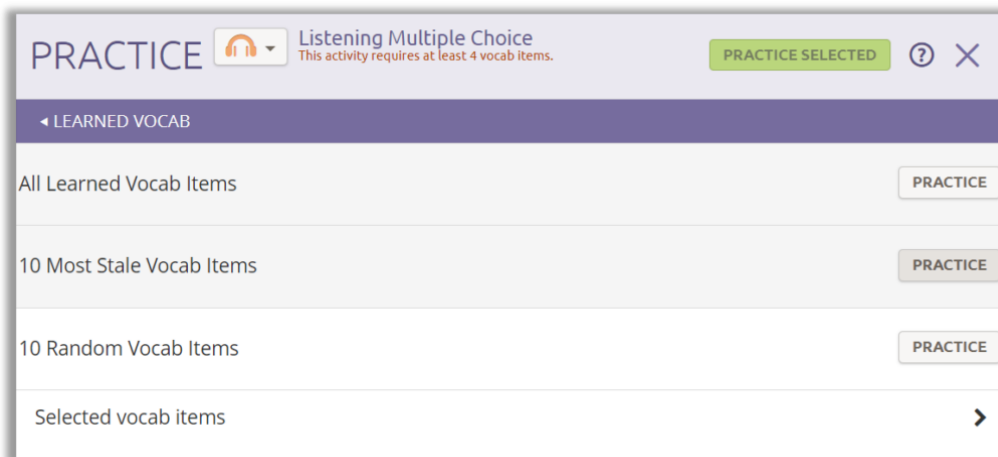 PRACTICE
Listening Multiple Choice
This activity requires at least 4 vocab items.
PRACTICE SELECTED
LEARNED VOCAB
All Learned Vocab Items
PRACTICE
10 Most Stale Vocab Items
PRACTICE
10 Random Vocab Items
PRACTICE
Selected vocab items